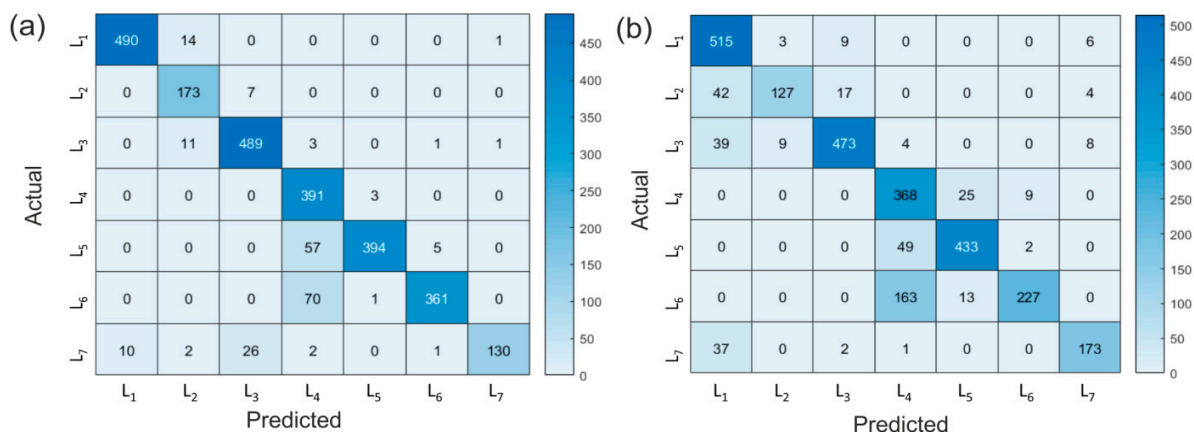 (a)
Actual
L₁ 490 14 0 0 0 0 1
L₂ 0 173 7 0 0 0 0
L₃ 0 11 489 3 0 1 1
L₄ 0 0 0 391 3 0 0
L₅ 0 0 0 57 394 5 0
L₆ 0 0 0 70 1 361 0
L₇ 10 2 26 2 0 1 130
L₁ L₂ L₃ L₄ L₅ L₆ L₇
Predicted
450
400
350
300
250
200
150
100
50
0
(b)
Actual
L₁ 515 3 9 0 0 0 6
L₂ 42 127 17 0 0 0 4
L₃ 39 9 473 4 0 0 8
L₄ 0 0 0 368 25 9 0
L₅ 0 0 0 49 433 2 0
L₆ 0 0 0 163 13 227 0
L₇ 37 0 2 1 0 0 173
L₁ L₂ L₃ L₄ L₅ L₆ L₇
Predicted
500
450
400
350
300
250
200
150
100
50
0